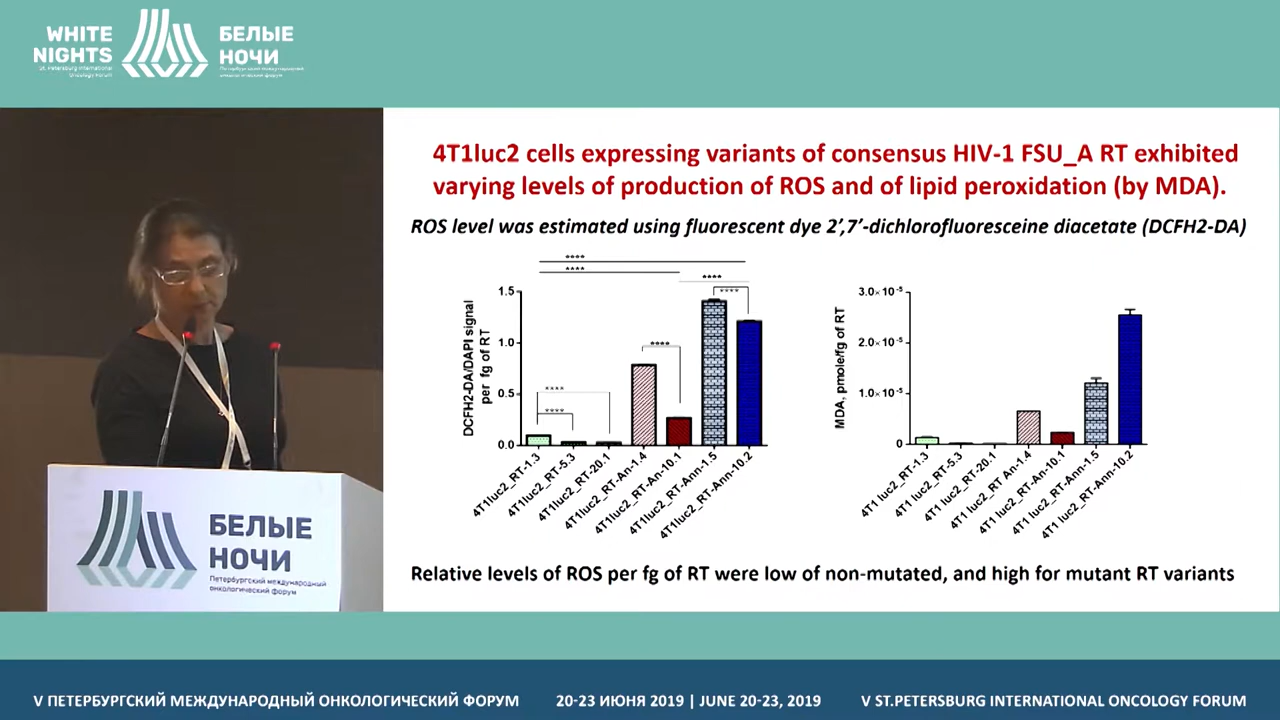 WHITE
NIGHTS
St. Petersburg International
Oncology Forum
БЕЛЫЕ
НОЧИ
Петербургский международный
онкологический форум
4T1luc2 cells expressing variants of consensus HIV-1 FSU_A RT exhibited
varying levels of production of ROS and of lipid peroxidation (by MDA).
ROS level was estimated using fluorescent dye 2’,7’-dichlorofluoresceine diacetate (DCFH2-DA)
DCFH2-DA/DAPI signal
per fg of RT
1.5
1.0
0.5
0.0
****
****
****
****
****
****
****
4T1luc2_RT-1.3
4T1luc2_RT-5.3
4T1luc2_RT-20.1
4T1luc2_RT-An-1.4
4T1luc2_RT-An-10.1
4T1luc2_RT-Ann-1.5
4T1luc2_RT-Ann-10.2
MDA, pmole/fg of RT
3.0×10⁻⁵
2.0×10⁻⁵
1.0×10⁻⁵
0
4T1 luc2_RT-1.3
4T1 luc2_RT-5.3
4T1 luc2_RT-20.1
4T1 luc2_RT An-1.4
4T1 luc2_RT-An-10.1
4T1 luc2_RT-Ann-1.5
4T1 luc2_RT-Ann-10.2
Relative levels of ROS per fg of RT were low of non-mutated, and high for mutant RT variants
БЕЛЫЕ
НОЧИ
Петербургский международный
онкологический форум
V ПЕТЕРБУРГСКИЙ МЕЖДУНАРОДНЫЙ ОНКОЛОГИЧЕСКИЙ ФОРУМ 20-23 ИЮНЯ 2019 | JUNE 20-23, 2019 V ST.PETERSBURG INTERNATIONAL ONCOLOGY FORUM